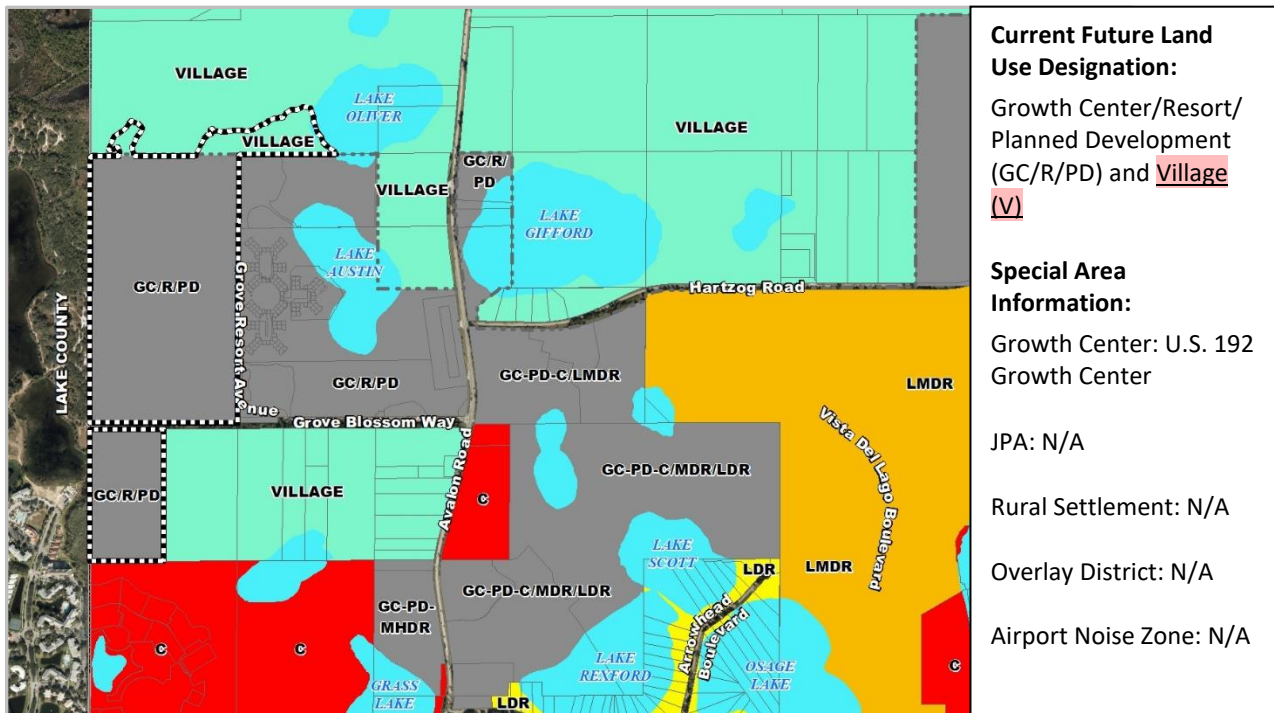 VILLAGE
LAKE
OLIVER
VILLAGE
VILLAGE
GC/R/
PD
VILLAGE
LAKE
GIFFORD
LAKE
AUSTIN
GC/R/PD
Grove Resort Avenue
Hartzog Road
LAKE COUNTY
GC/R/PD
GC-PD-C/LMDR
LMDR
Grove Blossom Way
Vista Del Lago Boulevard
GC/R/PD
VILLAGE
Avalon Road
C
GC-PD-C/MDR/LDR
LAKE
SCOTT
LDR
LMDR
GC-PD-C/MDR/LDR
GC-PD-
MHDR
Arrowhead
Boulevard
C
C
LAKE
REXFORD
OSAGE
LAKE
C
GRASS
LAKE
LDR
Current Future Land
Use Designation:
Growth Center/Resort/
Planned Development
(GC/R/PD) and Village
(V)
Special Area
Information:
Growth Center: U.S. 192
Growth Center
JPA: N/A
Rural Settlement: N/A
Overlay District: N/A
Airport Noise Zone: N/A